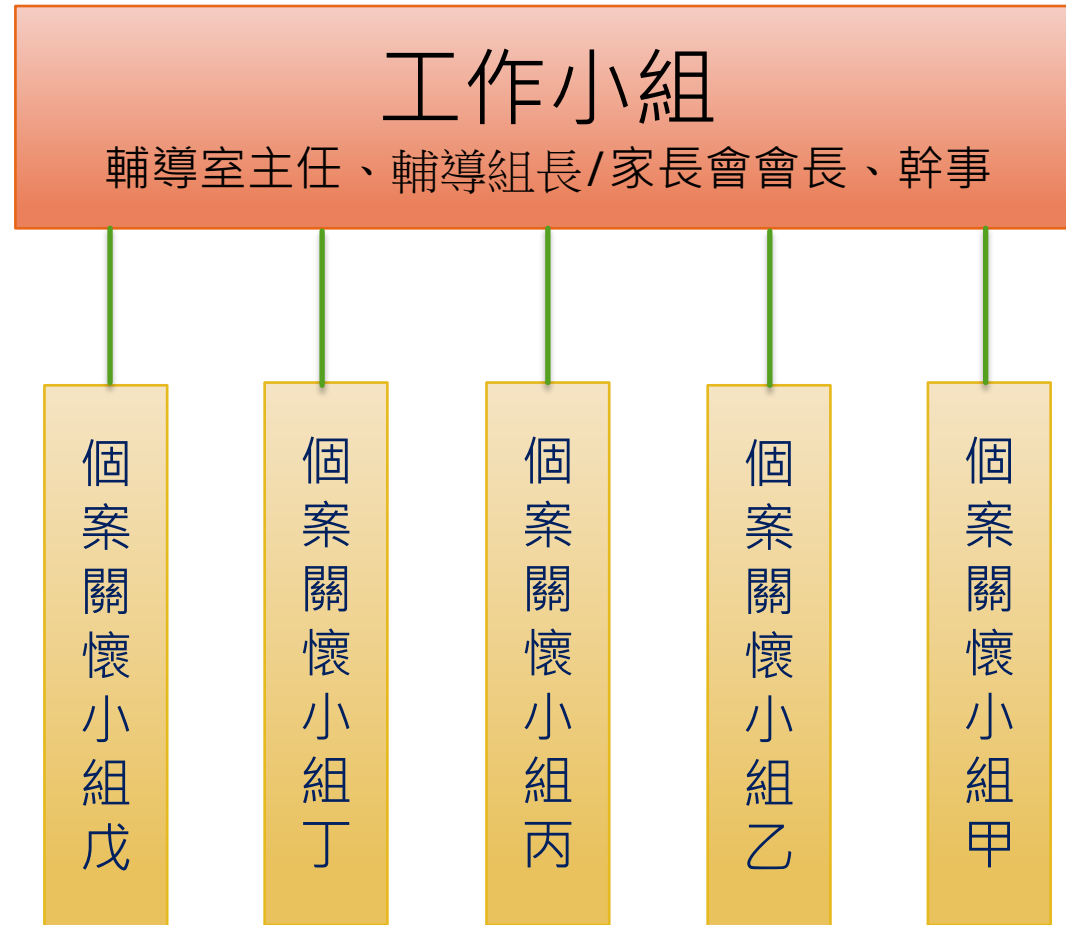 工作小組
輔導室主任、輔導組長/家長會會長、幹事
個案關懷小組甲
個案關懷小組乙
個案關懷小組丙
個案關懷小組丁
個案關懷小組戊